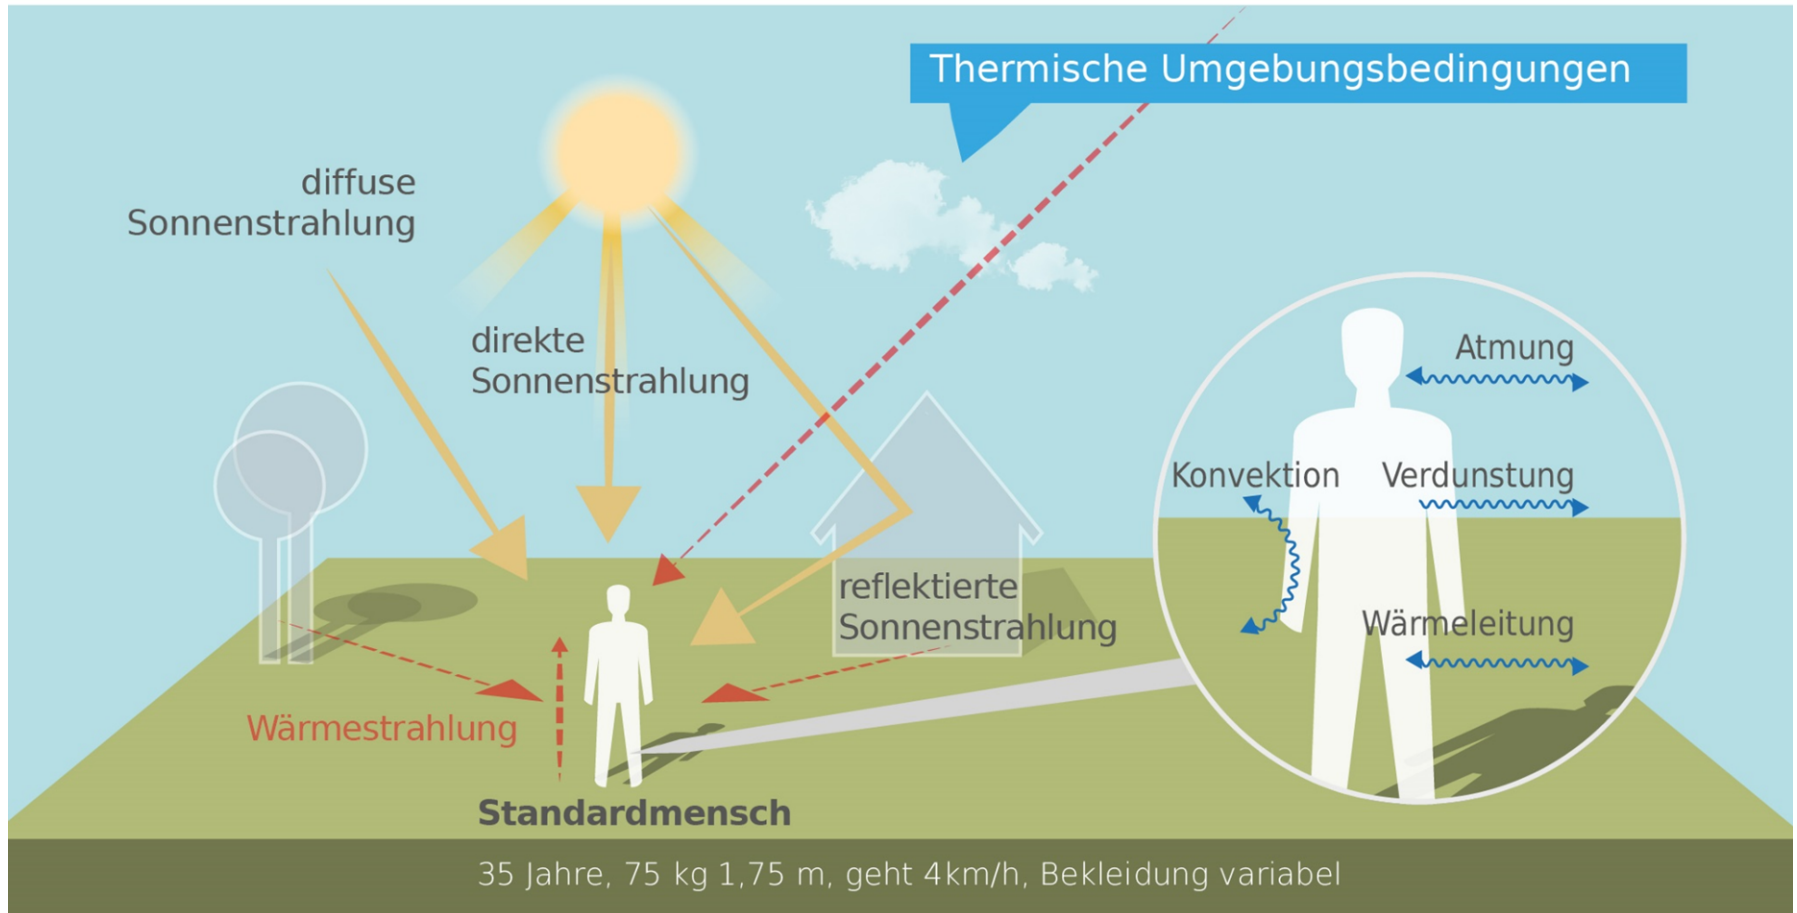 Thermische Umgebungsbedingungen
diffuse
Sonnenstrahlung
direkte
Sonnenstrahlung
Atmung
Konvektion
Verdunstung
reflektierte
Sonnenstrahlung
Wärmeleitung
Wärmestrahlung
Standardmensch
35 Jahre, 75 kg 1,75 m, geht 4km/h, Bekleidung variabel